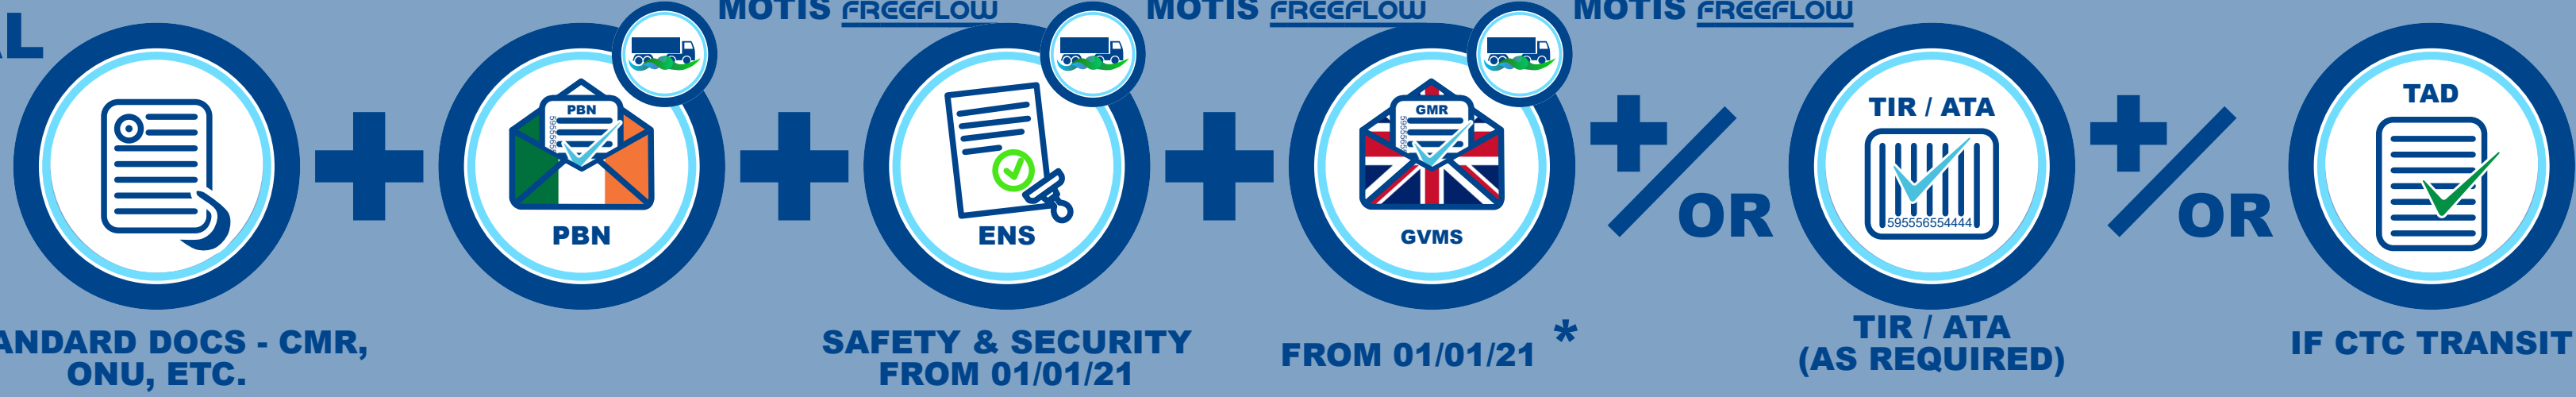 AL
MOTIS FREEFLOW
MOTIS FREEFLOW
MOTIS FREEFLOW
PBN
PBN
ENS
GMR
GVMS
OR
TIR / ATA
595556554444
OR
TAD
ANDARD DOCS - CMR,
ONU, ETC.
SAFETY & SECURITY
FROM 01/01/21
FROM 01/01/21 *
TIR / ATA
(AS REQUIRED)
IF CTC TRANSIT